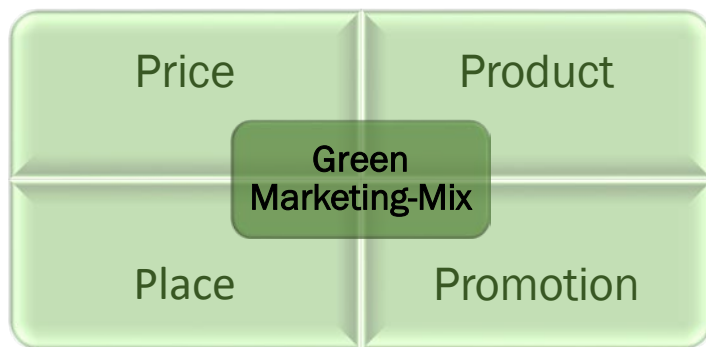 Price
Product
Green
Marketing-Mix
Place
Promotion